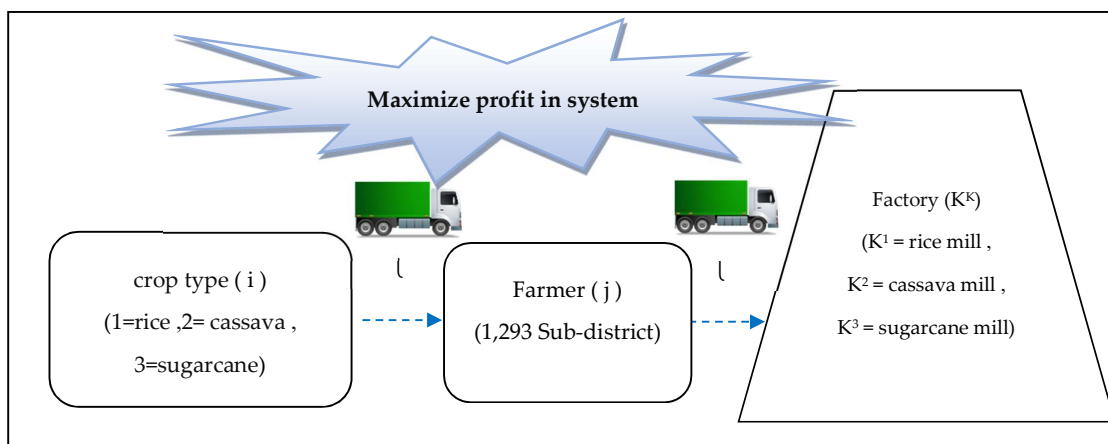 Maximize profit in system
crop type ( i )
(1=rice ,2= cassava ,
3=sugarcane)
ɩ
Farmer ( j )
(1,293 Sub-district)
ɩ
Factory (Kᴷ)
(K¹ = rice mill ,
K² = cassava mill ,
K³ = sugarcane mill)